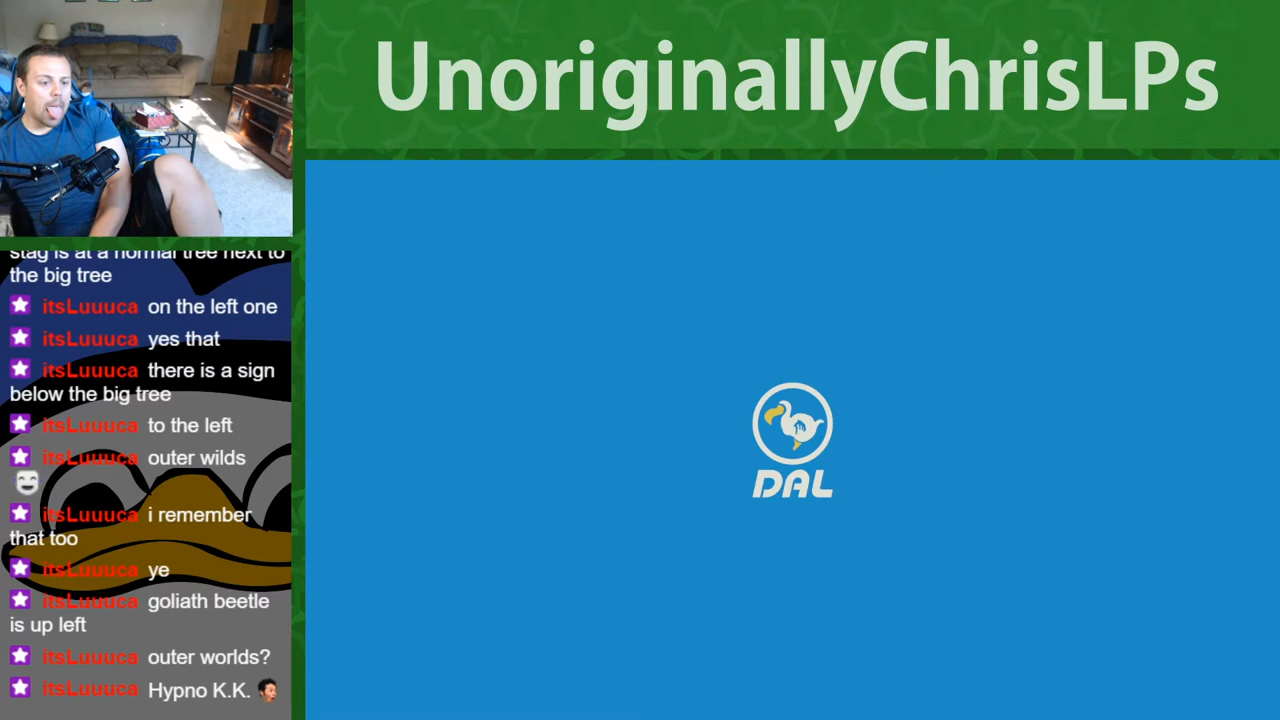 UnoriginallyChrisLPs
stag is at a normal tree next to
the big tree
itsLuuuca on the left one
itsLuuuca yes that
itsLuuuca there is a sign
below the big tree
itsLuuuca to the left
itsLuuuca outer wilds
itsLuuuca i remember
that too
itsLuuuca ye
itsLuuuca goliath beetle
is up left
itsLuuuca outer worlds?
itsLuuuca Hypno K.K.
DAL